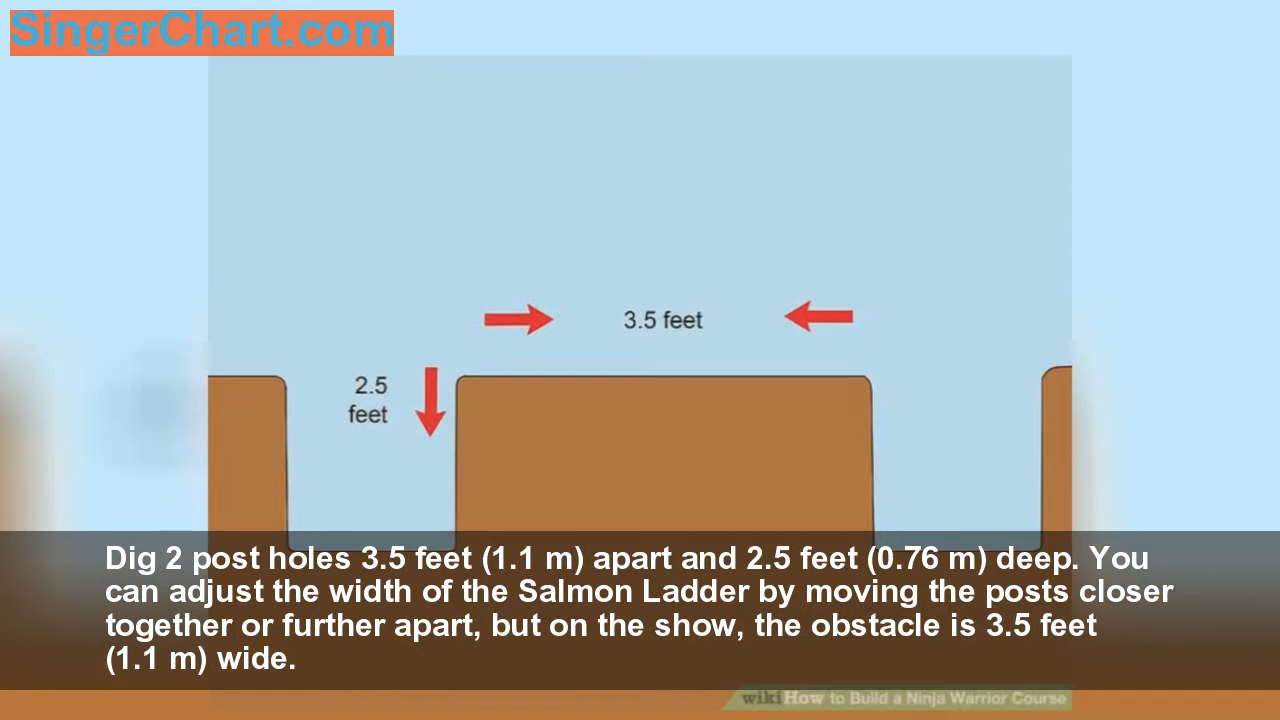 SingerChart.com
3.5 feet
2.5
feet
Dig 2 post holes 3.5 feet (1.1 m) apart and 2.5 feet (0.76 m) deep. You
can adjust the width of the Salmon Ladder by moving the posts closer
together or further apart, but on the show, the obstacle is 3.5 feet
(1.1 m) wide.
wikiHow to Build a Ninja Warrior Course